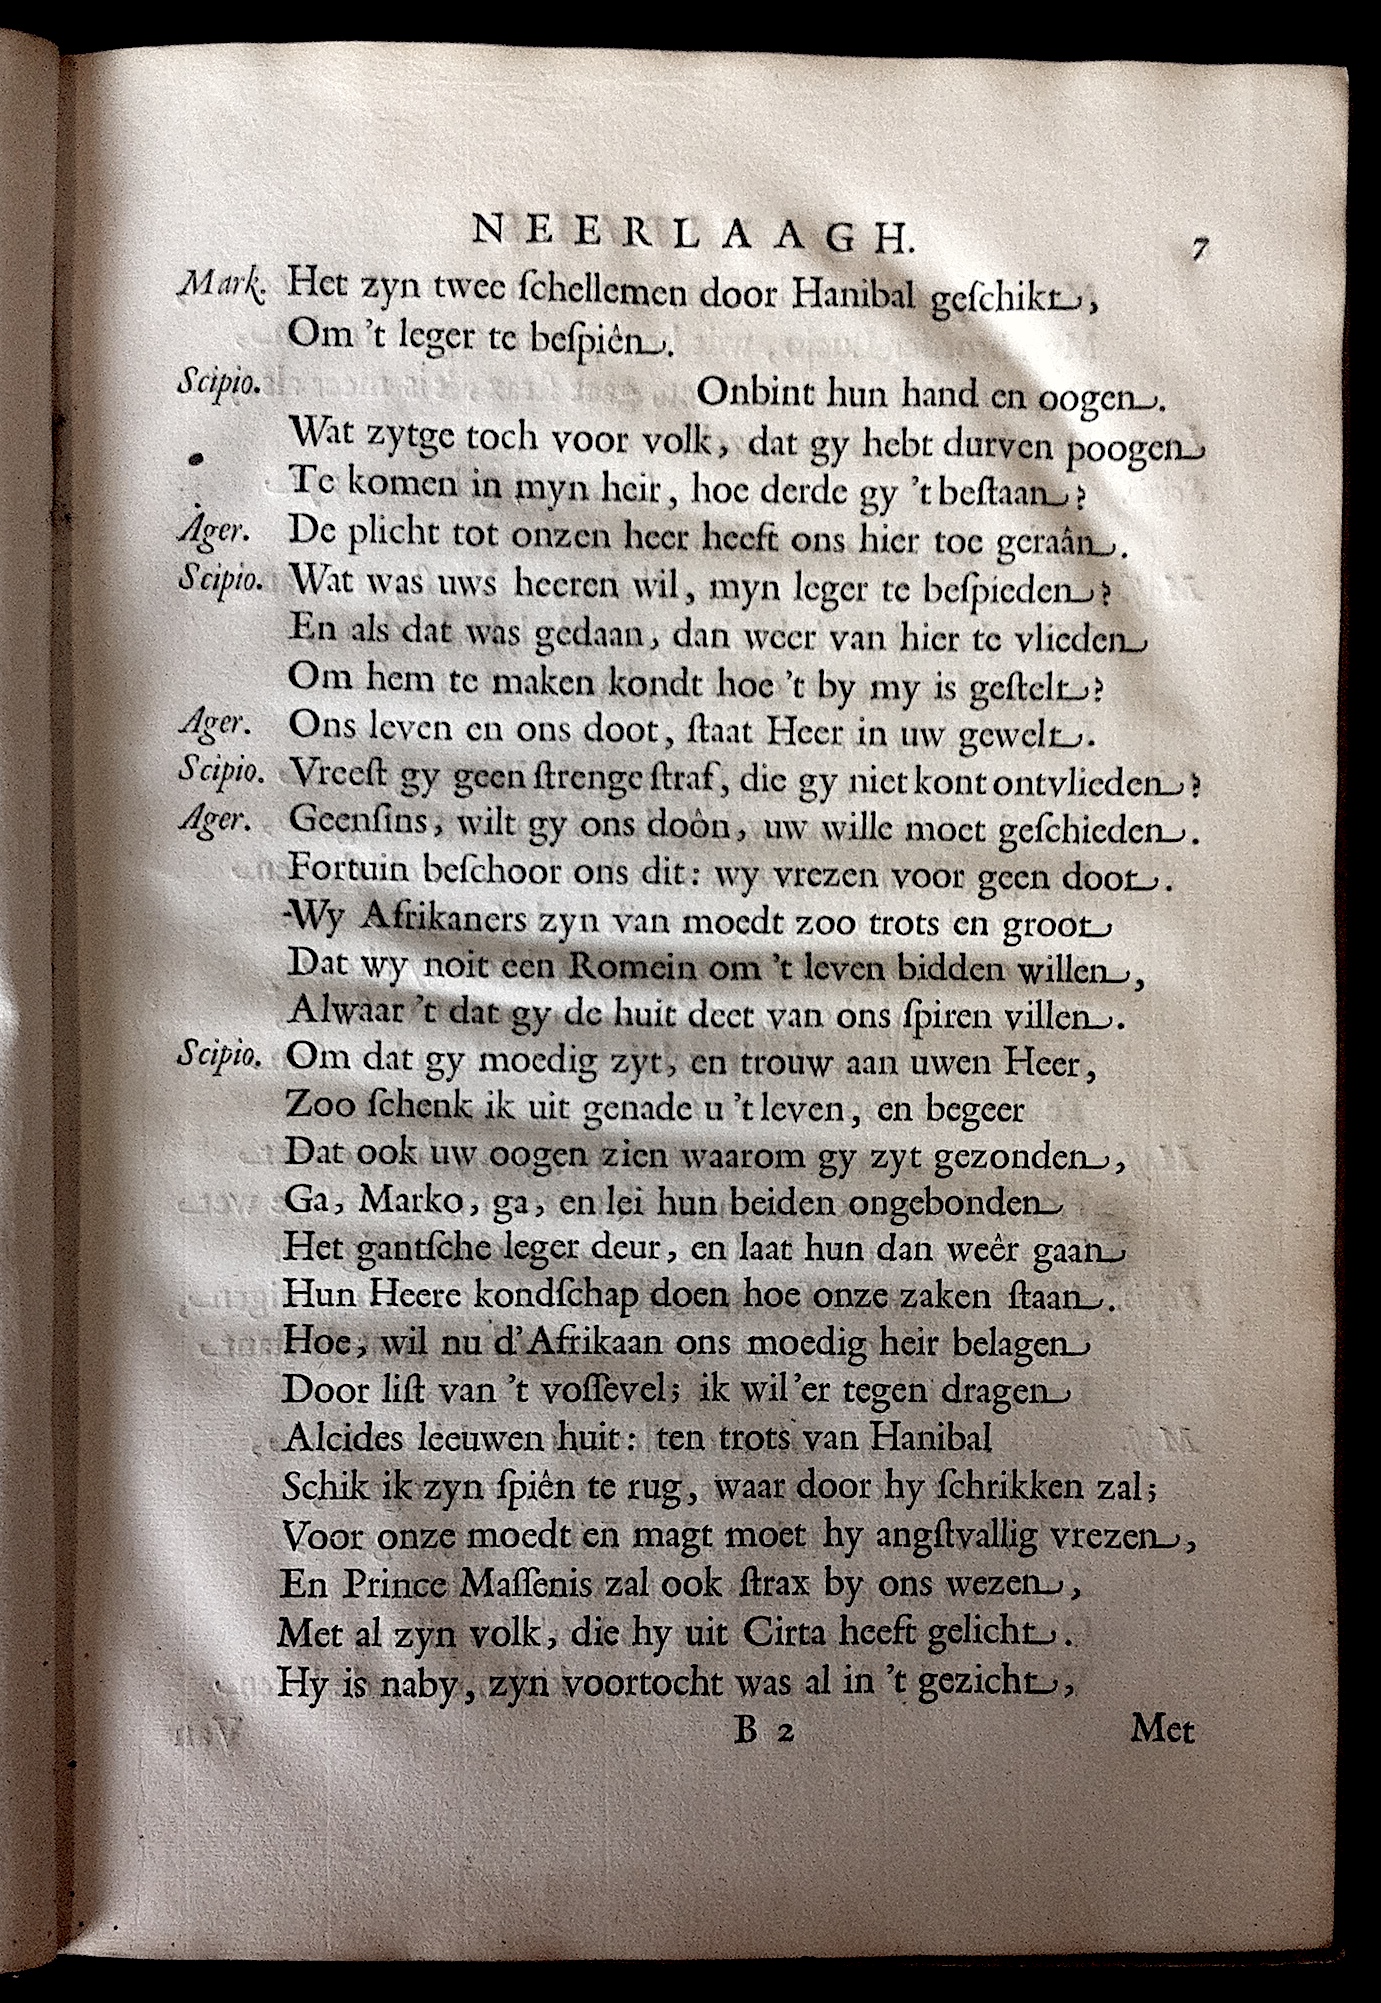 NEERLAAGH. 7
Mark. Het zyn twee ſchellemen door Hanibal geſchikt,
Om 't leger te beſpiên.
Scipio. Onbint hun hand en oogen.
Wat zytge toch voor volk, dat gy hebt durven poogen
Te komen in myn heir, hoe derde gy 't beſtaan?
Ager. De plicht tot onzen heer heeft ons hier toe geraân.
Scipio. Wat was uws heeren wil, myn leger te beſpieden?
En als dat was gedaan, dan weer van hier te vlieden
Om hem te maken kondt hoe 't by my is geſtelt?
Ager. Ons leven en ons doot, ſtaat Heer in uw gewelt.
Scipio. Vreeſt gy geen ſtrenge ſtraf, die gy niet kont ontvlieden?
Ager. Geenſins, wilt gy ons doôn, uw wille moet geſchieden.
Fortuin beſchoor ons dit: wy vrezen voor geen doot.
Wy Afrikaners zyn van moedt zoo trots en groot
Dat wy noit een Romein om 't leven bidden willen,
Alwaar 't dat gy de huit deet van ons ſpiren villen.
Scipio. Om dat gy moedig zyt, en trouw aan uwen Heer,
Zoo ſchenk ik uit genade u 't leven, en begeer
Dat ook uw oogen zien waarom gy zyt gezonden,
Ga, Marko, ga, en lei hun beiden ongebonden
Het gantſche leger deur, en laat hun dan weêr gaan
Hun Heere kondſchap doen hoe onze zaken ſtaan.
Hoe, wil nu d'Afrikaan ons moedig heir belagen
Door liſt van 't voſſevel; ik wil'er tegen dragen
Alcides leeuwen huit: ten trots van Hanibal
Schik ik zyn ſpiên te rug, waar door hy ſchrikken zal;
Voor onze moedt en magt moet hy angſtvallig vrezen,
En Prince Maſſenis zal ook ſtrax by ons wezen,
Met al zyn volk, die hy uit Cirta heeft gelicht.
Hy is naby, zyn voortocht was al in 't gezicht,
B 2 Met